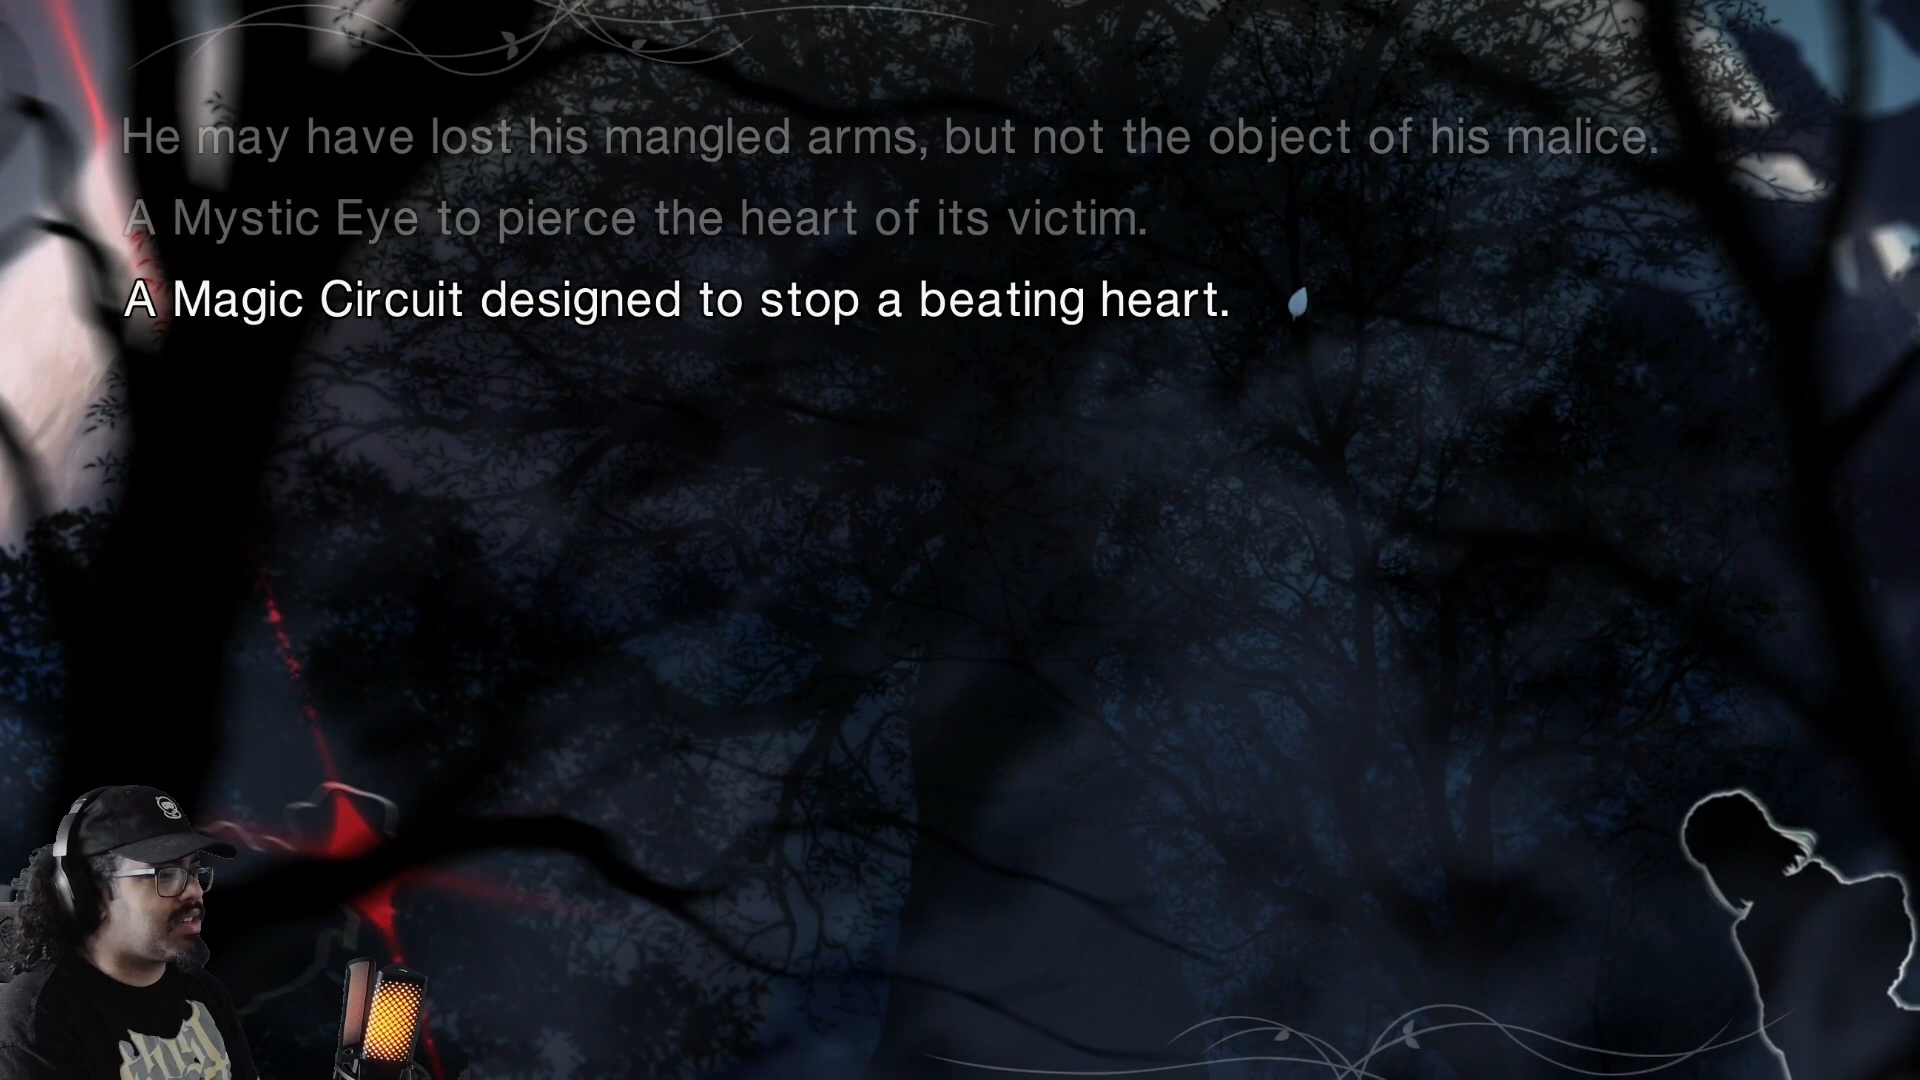 He may have lost his mangled arms, but not the object of his malice.
A Mystic Eye to pierce the heart of its victim.
A Magic Circuit designed to stop a beating heart.